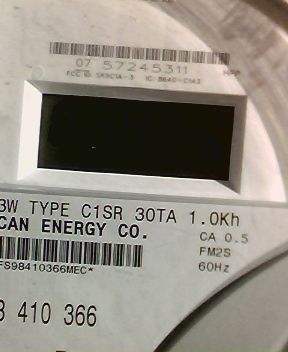 07 57245311
3W TYPE C1SR 30TA 1.0Kh
CAN ENERGY CO.
CA 0.5
FM2S
60Hz
FS98410366MEC*
8 410 366